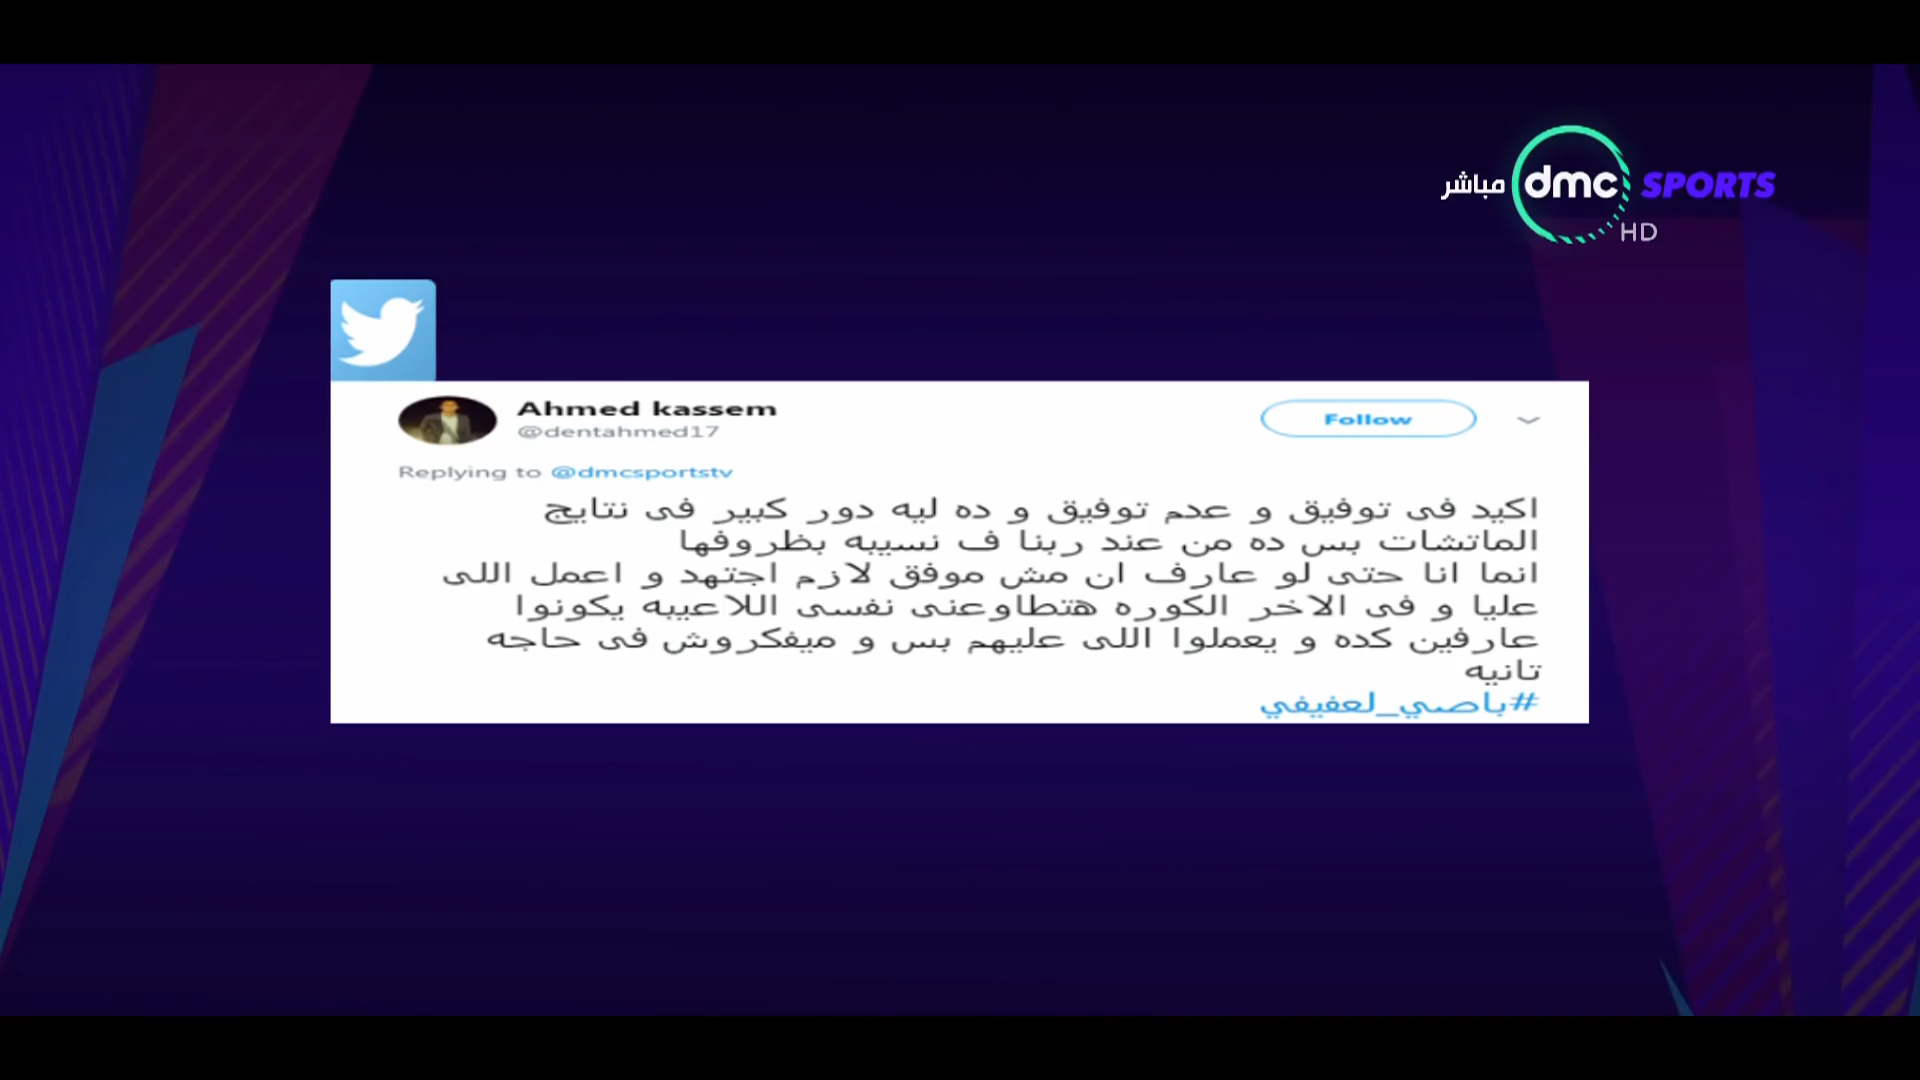 مباشر dmc SPORTS
HD
Ahmed kassem
@dentahmed17
Follow
Replying to @dmcsportstv
اكيد فى توفيق و عدم توفيق و ده ليه دور كبير فى نتايج
الماتشات بس ده من عند ربنا ف نسيبه بظروفها
انما انا حتى لو عارف ان مش موفق لازم اجتهد و اعمل اللى
عليا و فى الاخر الكوره هتطاوعنى نفسى اللاعيبه يكونوا
عارفين كده و يعملوا اللى عليهم بس و ميفكروش فى حاجه
تانيه
#باصي_لعفيفي